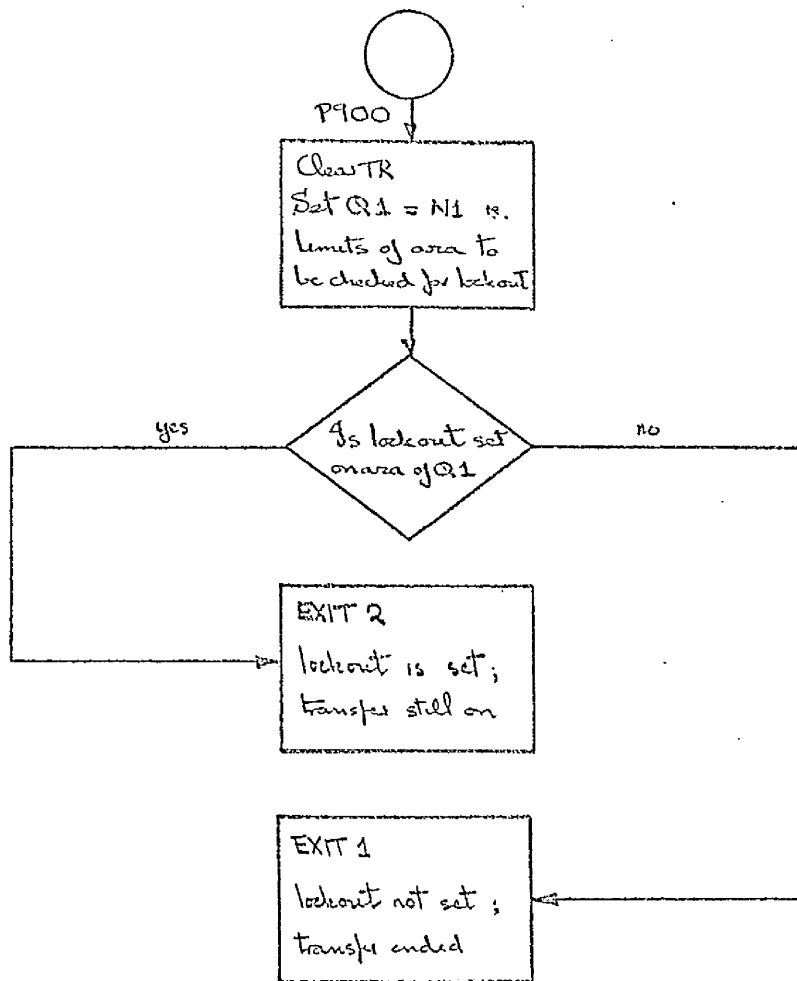 P900
Clear TR
Set Q1 = N1 ie.
limits of area to
be checked for lockout
yes
Is lockout set
on area of Q1
no
EXIT 2
lockout is set;
transfer still on
EXIT 1
lockout not set;
transfer ended